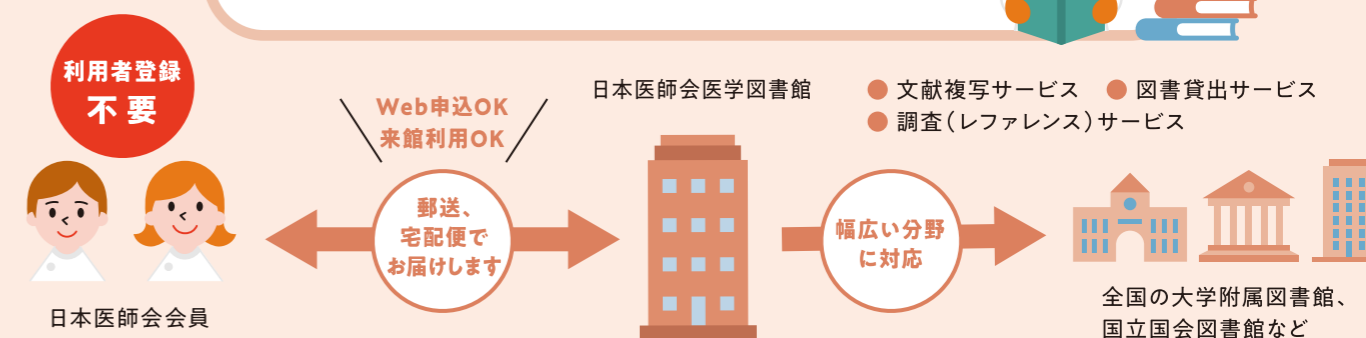 利用者登録
不要
日本医師会会員
Web申込OK
来館利用OK
郵送、
宅配便で
お届けします
日本医師会医学図書館
● 文献複写サービス ● 図書貸出サービス
● 調査(レファレンス)サービス
幅広い分野
に対応
全国の大学附属図書館、
国立国会図書館など